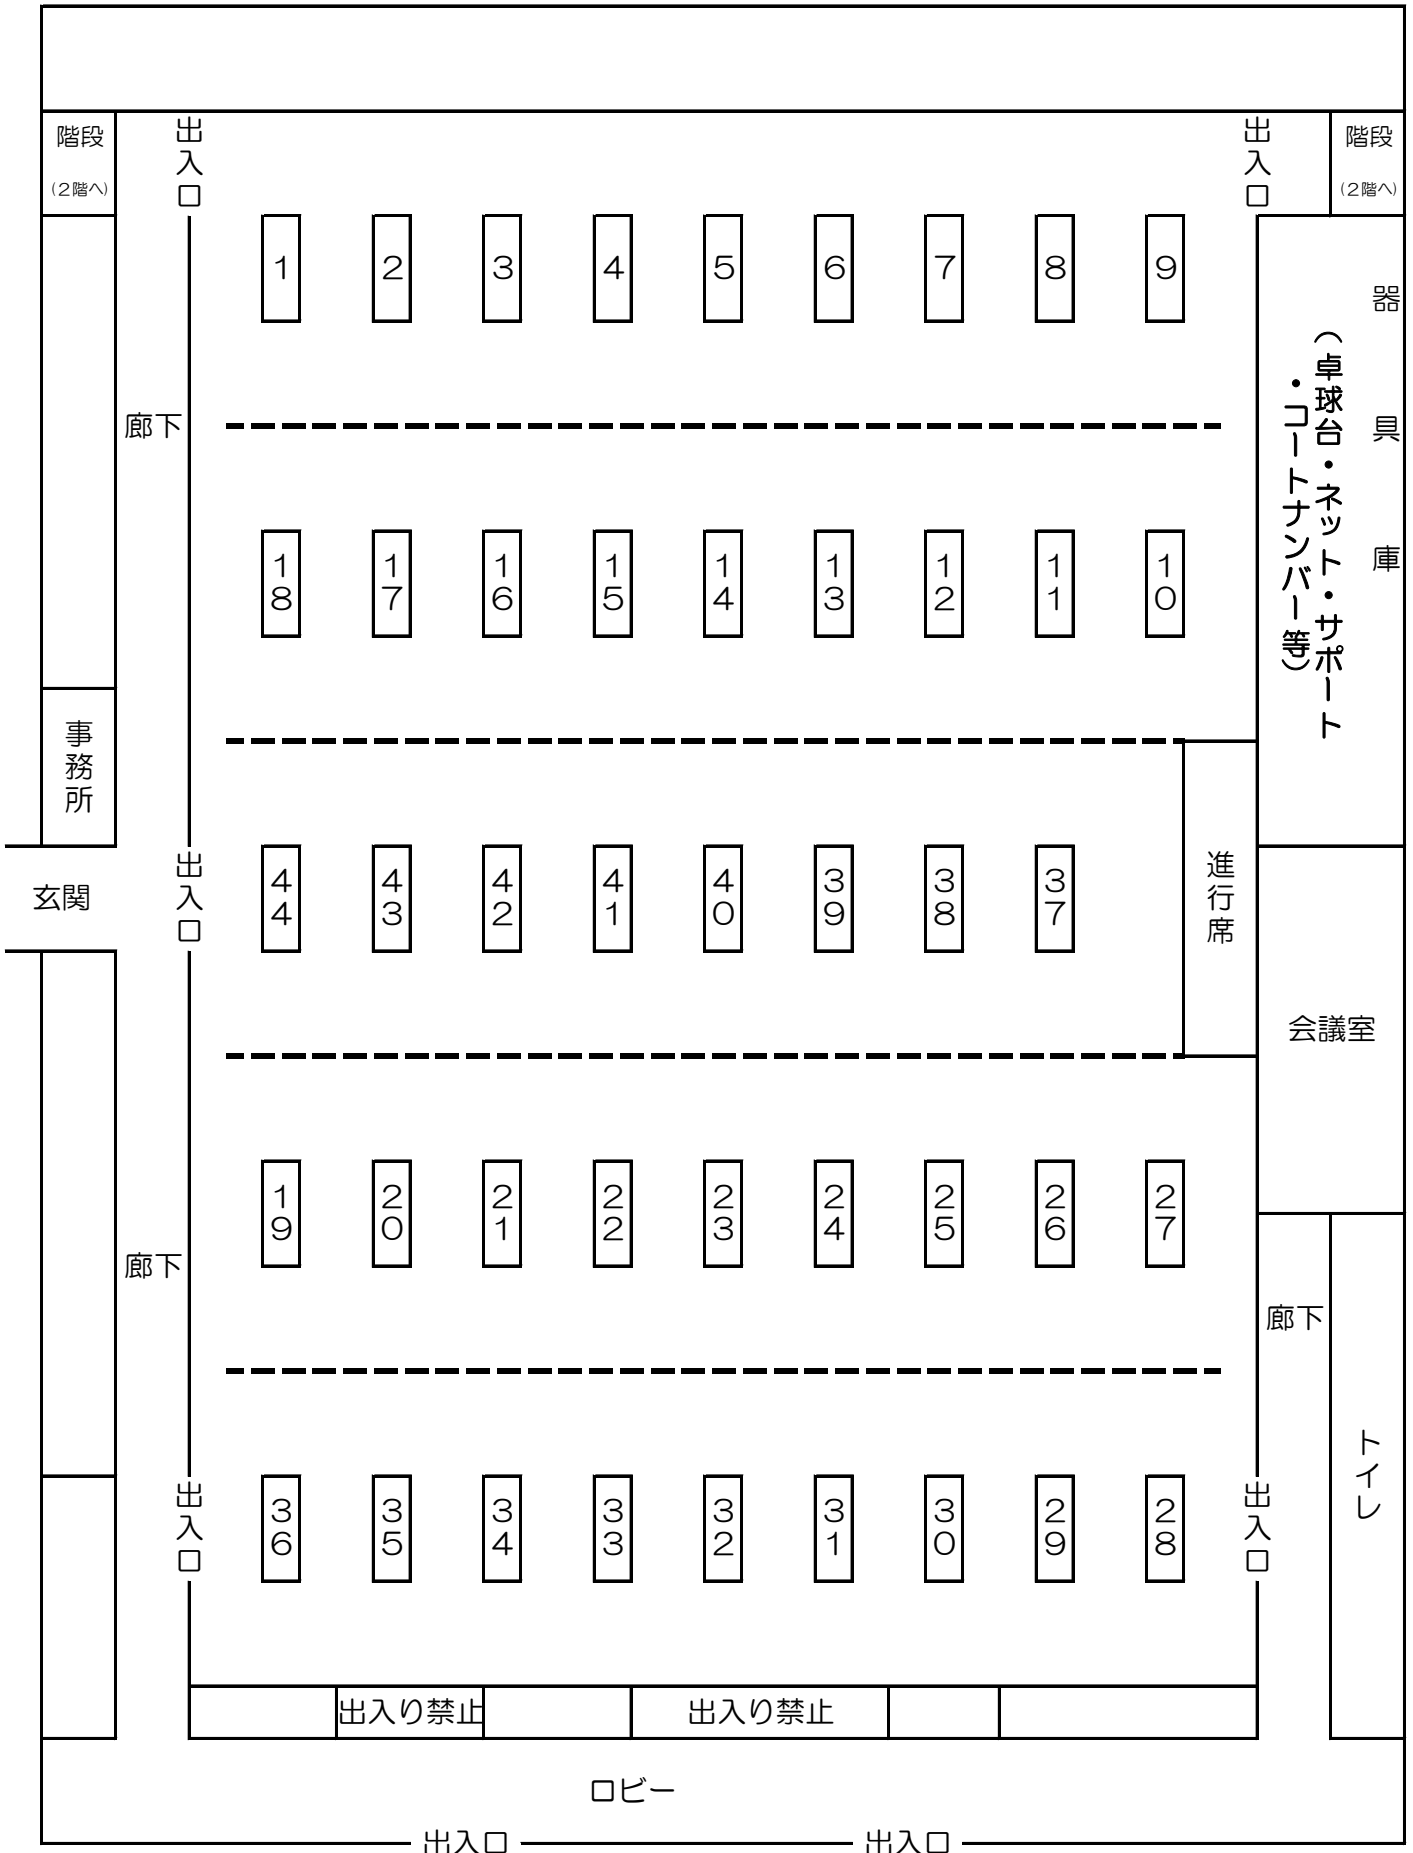 階段
(2階へ)
出入口
出入口
階段
(2階へ)
1
2
3
4
5
6
7
8
9
器具庫
(卓球台・ネット・サポート
・コートナンバー等)
廊下
18
17
16
15
14
13
12
11
10
事務所
玄関
出入口
44
43
42
41
40
39
38
37
進行席
会議室
19
20
21
22
23
24
25
26
27
廊下
廊下
トイレ
出入口
36
35
34
33
32
31
30
29
28
出入口
出入り禁止
出入り禁止
ロビー
出入口
出入口